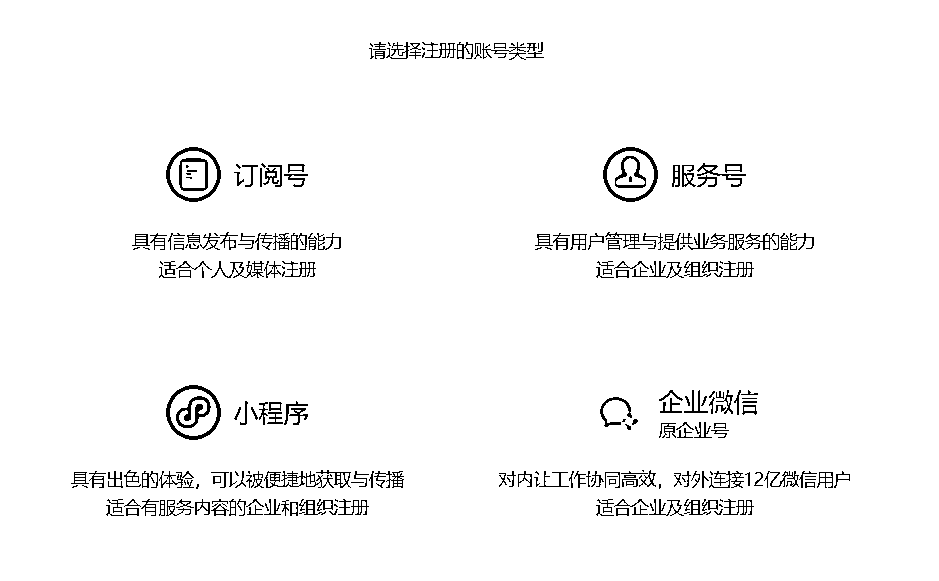 请选择注册的账号类型
订阅号
具有信息发布与传播的能力
适合个人及媒体注册
服务号
具有用户管理与提供业务服务的能力
适合企业及组织注册
小程序
具有出色的体验，可以被便捷地获取与传播
适合有服务内容的企业和组织注册
企业微信
原企业号
对内让工作协同高效，对外连接12亿微信用户
适合企业及组织注册